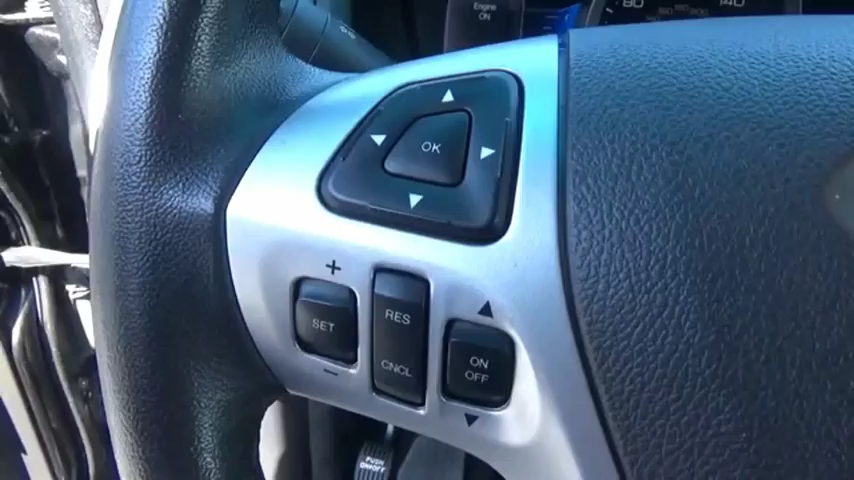 Engine
on
80
140
OK
+
SET
-
RES
CNCL
ON
OFF
PUSH
ON/OFF